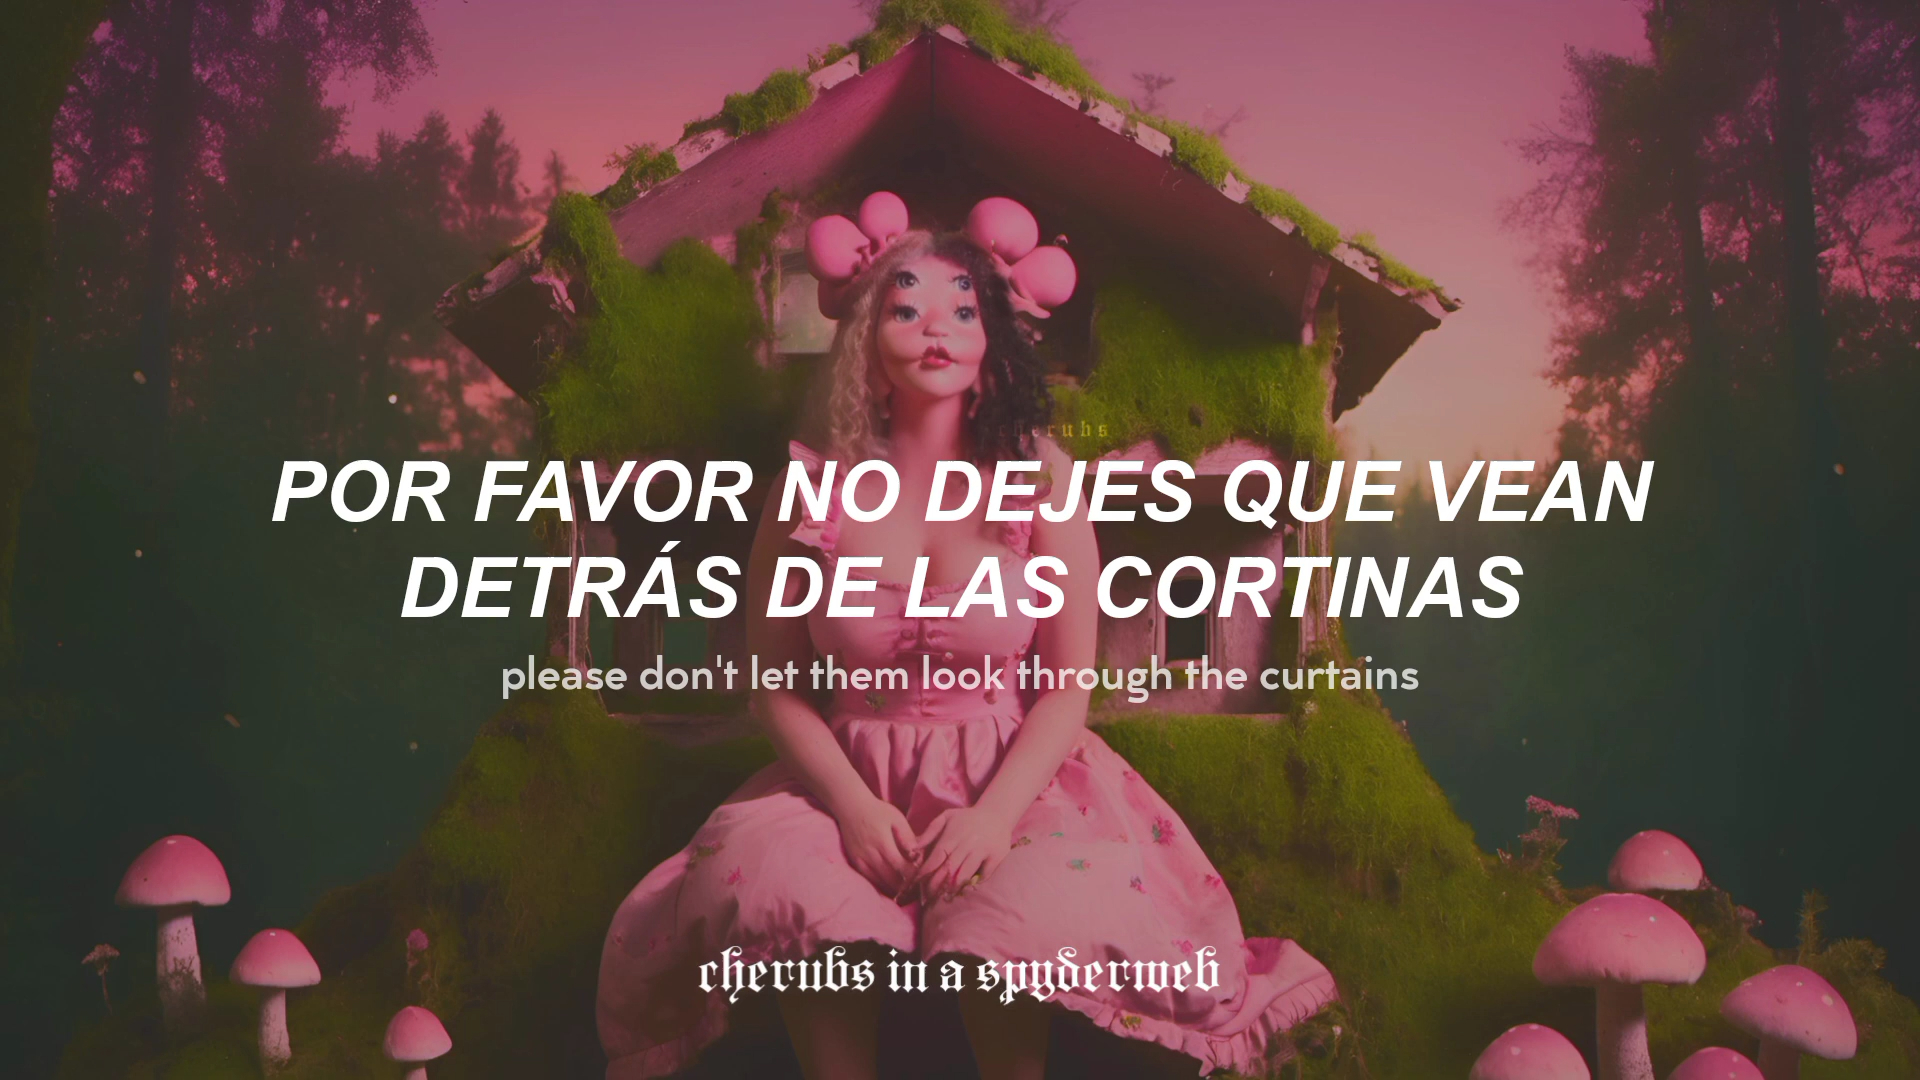 cherubs
POR FAVOR NO DEJES QUE VEAN
DETRÁS DE LAS CORTINAS
please don't let them look through the curtains
cherubs in a spyderweb